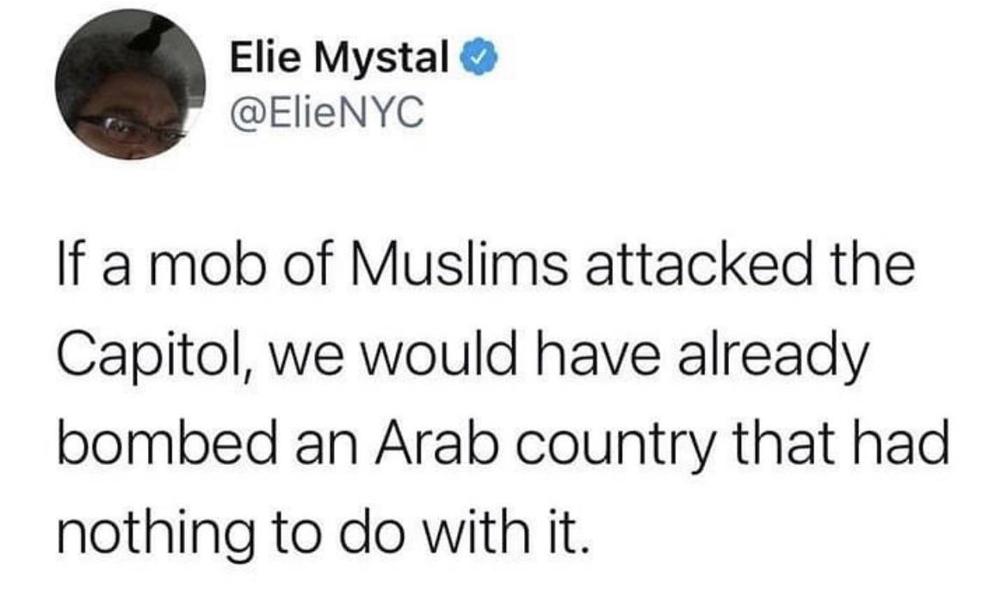 Elie Mystal
@ElieNYC
If a mob of Muslims attacked the
Capitol, we would have already
bombed an Arab country that had
nothing to do with it.